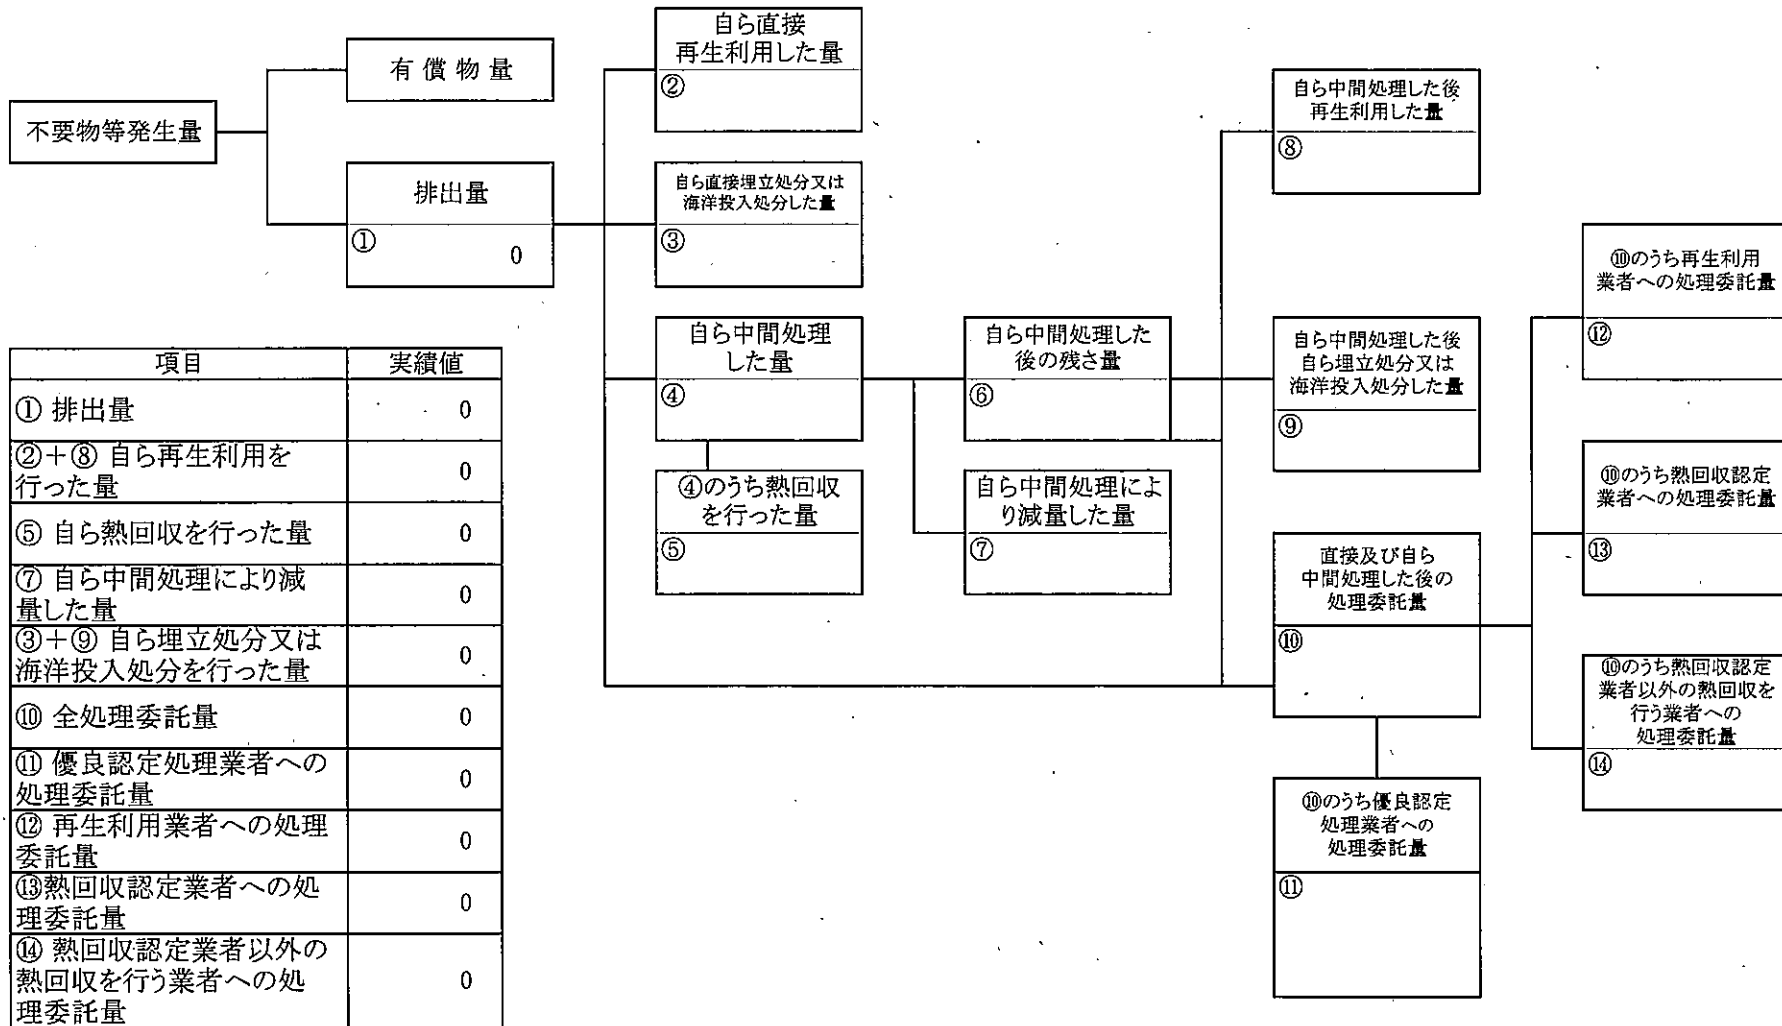 不要物等発生量
有償物量
排出量
①
0
自ら直接
再生利用した量
②
自ら直接埋立処分又は
海洋投入処分した量
③
自ら中間処理
した量
④
④のうち熱回収
を行った量
⑤
自ら中間処理した
後の残さ量
⑥
自ら中間処理によ
り減量した量
⑦
自ら中間処理した後
再生利用した量
⑧
自ら中間処理した後
自ら埋立処分又は
海洋投入処分した量
⑨
直接及び自ら
中間処理した後の
処理委託量
⑩
⑩のうち優良認定
処理業者への
処理委託量
⑪
⑩のうち再生利用
業者への処理委託量
⑫
⑩のうち熱回収認定
業者への処理委託量
⑬
⑩のうち熱回収認定
業者以外の熱回収を
行う業者への
処理委託量
⑭
項目 実績値
① 排出量 0
②+⑧ 自ら再生利用を
行った量 0
⑤ 自ら熱回収を行った量 0
⑦ 自ら中間処理により減
量した量 0
③+⑨ 自ら埋立処分又は
海洋投入処分を行った量 0
⑩ 全処理委託量 0
⑪ 優良認定処理業者への
処理委託量 0
⑫ 再生利用業者への処理
委託量 0
⑬熱回収認定業者への処
理委託量 0
⑭ 熱回収認定業者以外の
熱回収を行う業者への処
理委託量 0